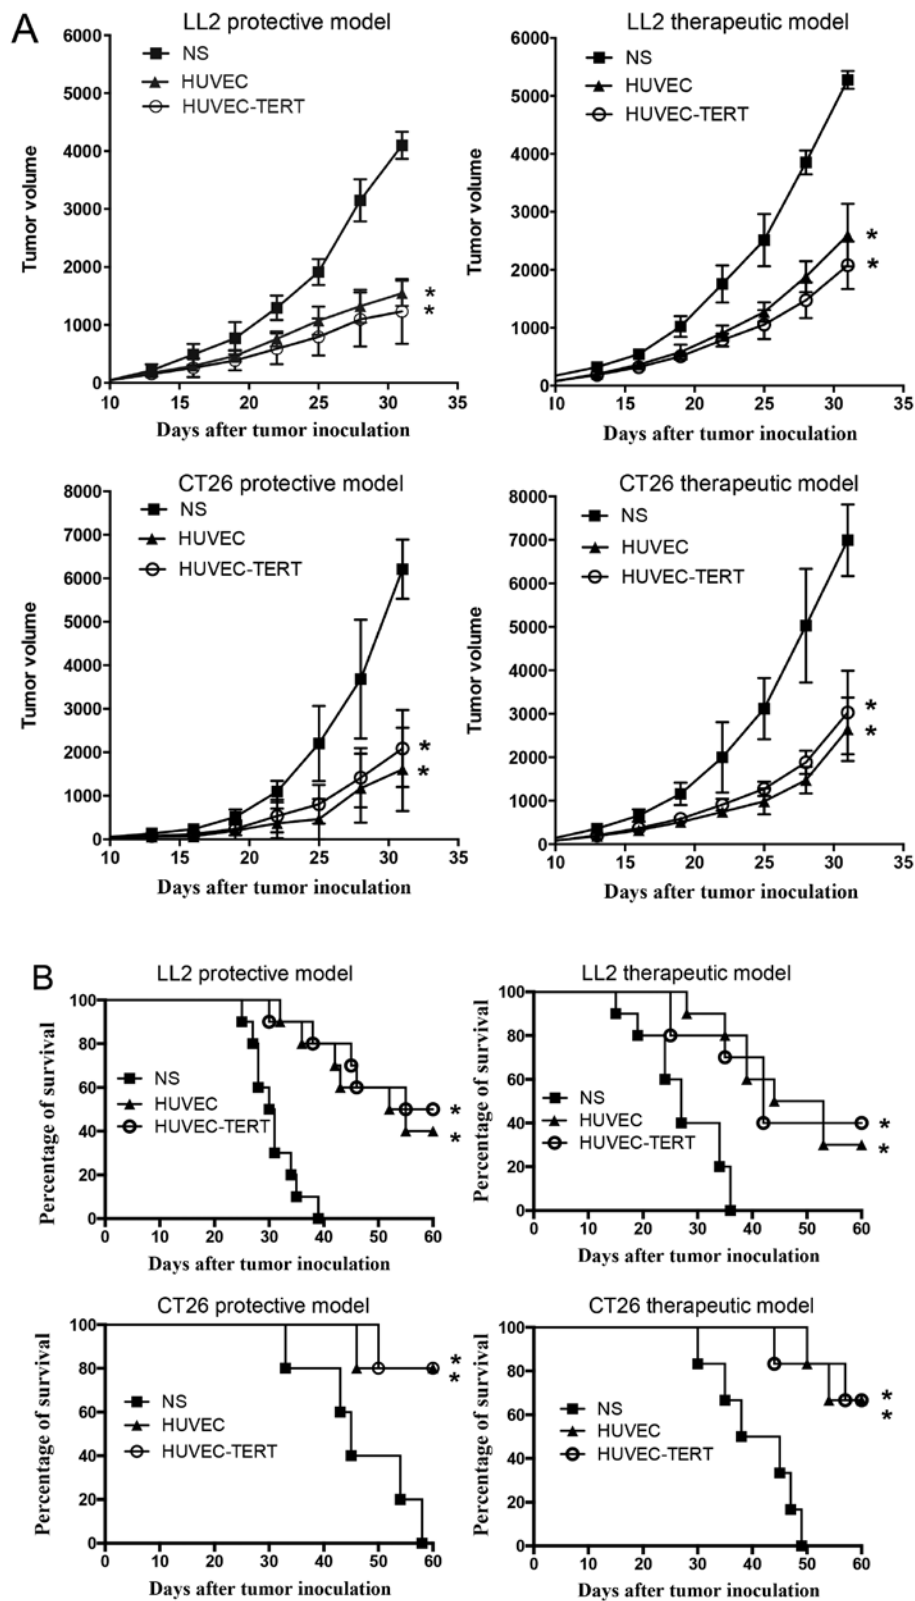 A
LL2 protective model
6000
5000
4000
3000
2000
1000
0
Tumor volume
NS
HUVEC
HUVEC-TERT
*
*
10 15 20 25 30 35
Days after tumor inoculation
LL2 therapeutic model
6000
5000
4000
3000
2000
1000
0
Tumor volume
NS
HUVEC
HUVEC-TERT
*
*
10 15 20 25 30 35
Days after tumor inoculation
CT26 protective model
8000
7000
6000
5000
4000
3000
2000
1000
0
Tumor volume
NS
HUVEC
HUVEC-TERT
*
*
10 15 20 25 30 35
Days after tumor inoculation
CT26 therapeutic model
8000
7000
6000
5000
4000
3000
2000
1000
0
Tumor volume
NS
HUVEC
HUVEC-TERT
*
*
10 15 20 25 30 35
Days after tumor inoculation
B
LL2 protective model
100
80
60
40
20
0
Percentage of survival
NS
HUVEC
HUVEC-TERT
*
*
0 10 20 30 40 50 60
Days after tumor inoculation
LL2 therapeutic model
100
80
60
40
20
0
Percentage of survival
NS
HUVEC
HUVEC-TERT
*
*
0 10 20 30 40 50 60
Days after tumor inoculation
CT26 protective model
100
80
60
40
20
0
Percentage of survival
NS
HUVEC
HUVEC-TERT
*
*
0 10 20 30 40 50 60
Days after tumor inoculation
CT26 therapeutic model
100
80
60
40
20
0
Percentage of survival
NS
HUVEC
HUVEC-TERT
*
*
0 10 20 30 40 50 60
Days after tumor inoculation